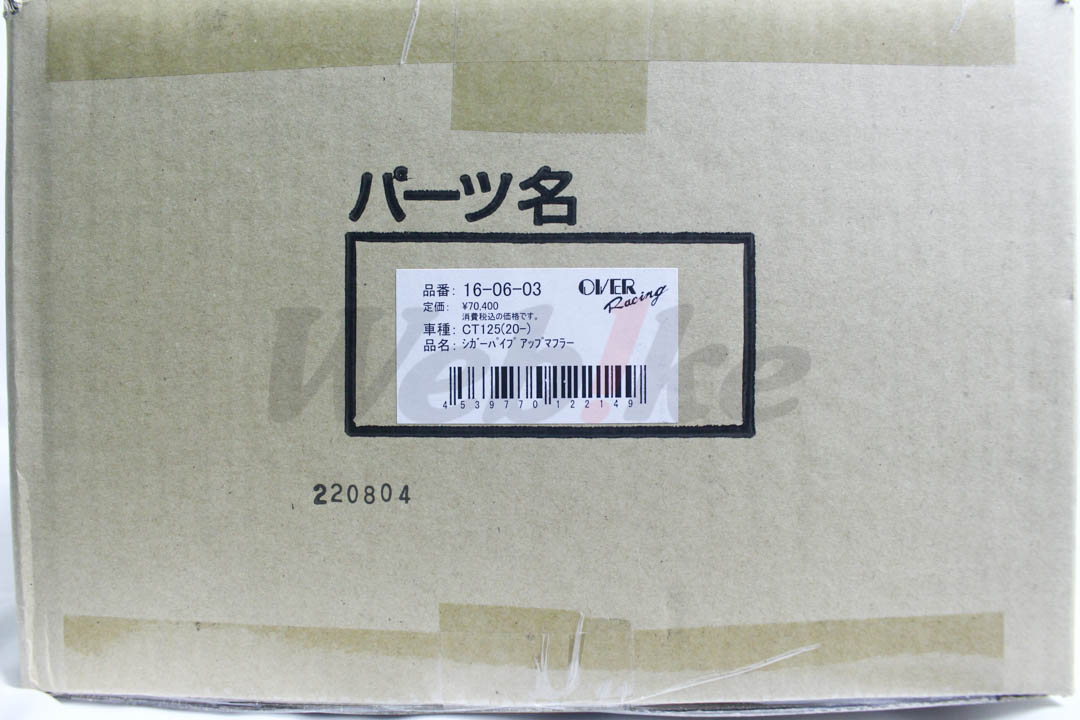 パーツ名
品番: 16-06-03
OVER
Racing
定価: ¥70,400
消費税込の価格です。
車種: CT125(20-)
品名: ｼｶﾞｰﾊﾟｲﾌﾟｱｯﾌﾟﾏﾌﾗｰ
4539770122149
Webike
220804